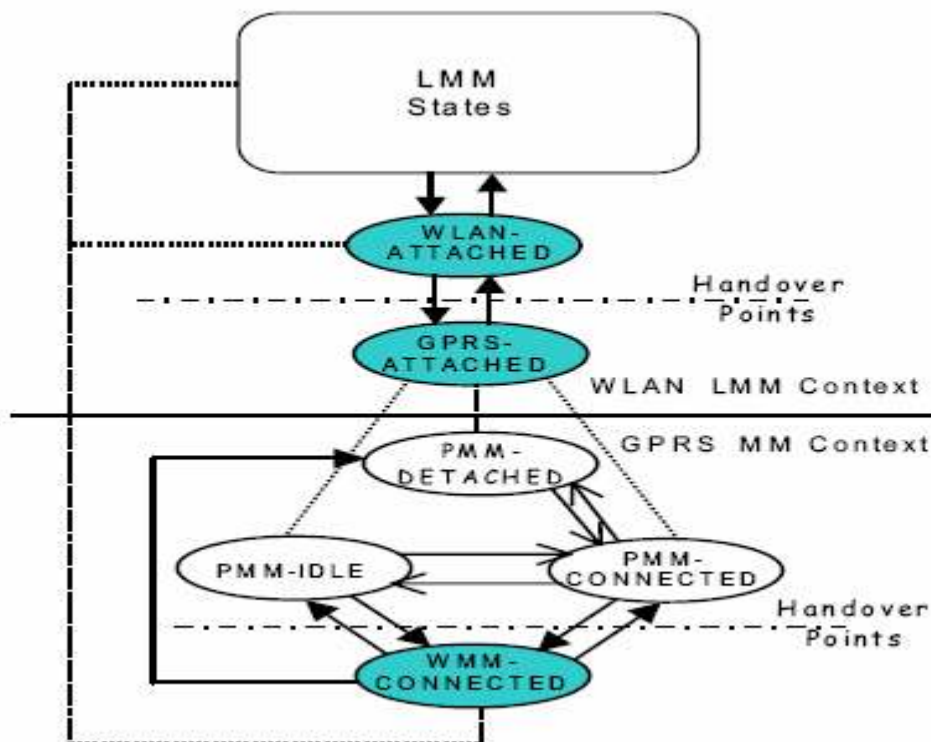 LMM
States
WLAN-
ATTACHED
Handover
Points
GPRS-
ATTACHED
WLAN LMM Context
GPRS MM Context
PMM-
DETACHED
PMM-IDLE
PMM-
CONNECTED
Handover
Points
WMM-
CONNECTED